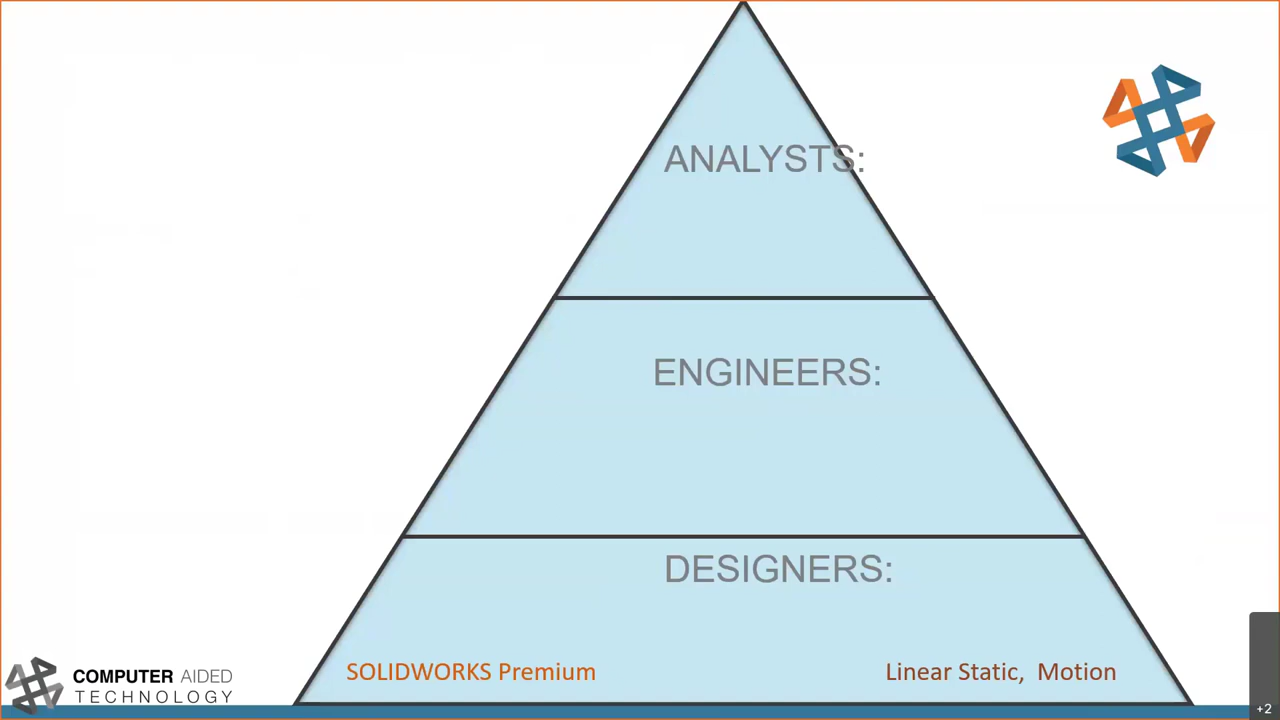 ANALYSTS:
ENGINEERS:
DESIGNERS:
SOLIDWORKS Premium
Linear Static, Motion
COMPUTER AIDED
TECHNOLOGY
+2